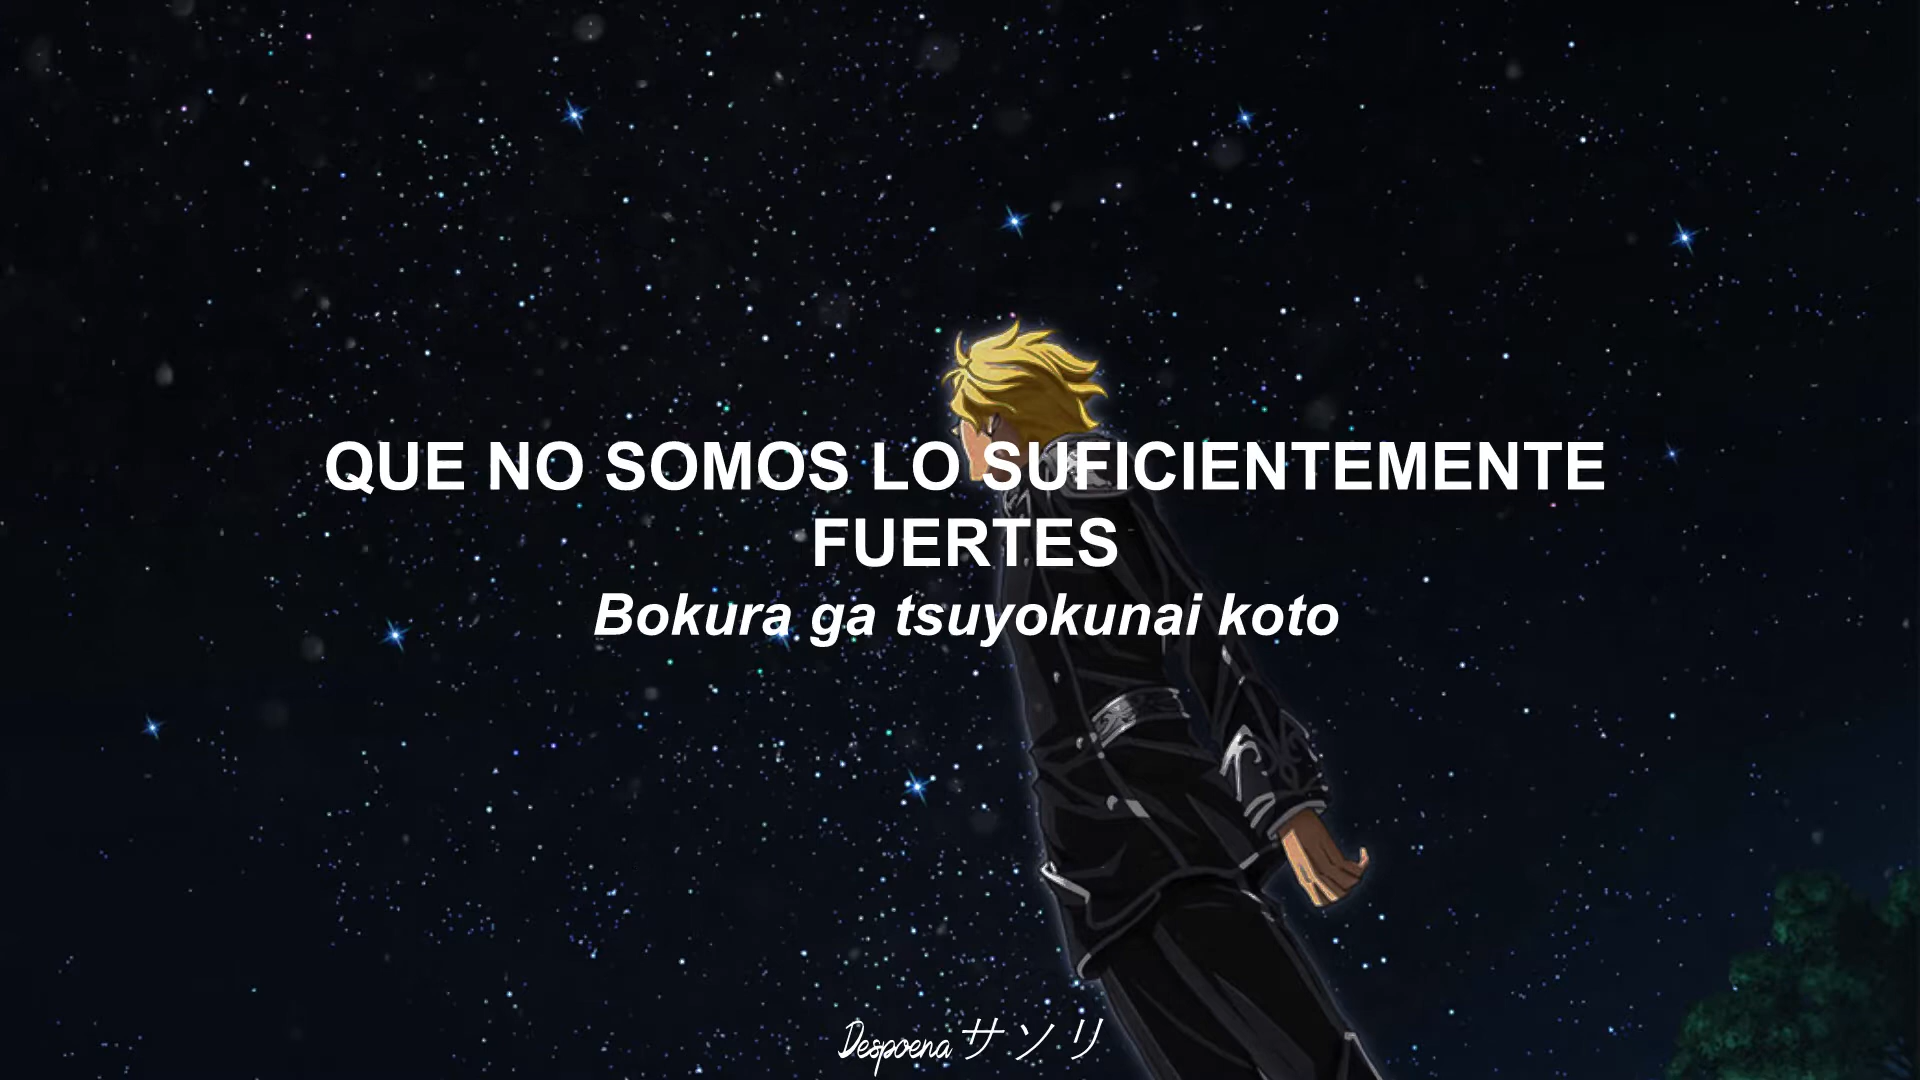 QUE NO SOMOS LO SUFICIENTEMENTE
FUERTES
Bokura ga tsuyokunai koto
Despoena サソリ